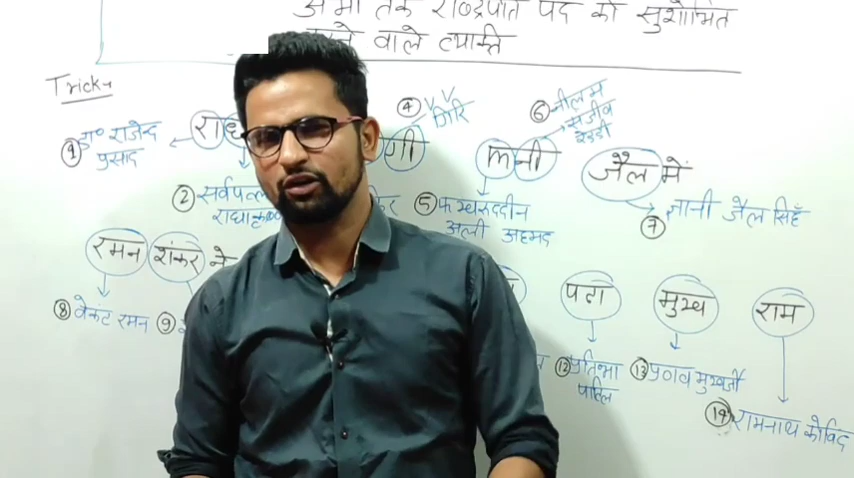 अभी तक राष्ट्रपति पद को सुशोभित
वाले व्यक्ति
Trick→
① डा० राजेन्द्र
प्रसाद
② सर्वपल्ल
राधाकृष्ण
④ V V
गिरि
⑤ फखरुद्दीन
अली अहमद
नी
⑥ नीलम
संजीव
रेड्डी
जैल में
⑦ ज्ञानी जैल सिहँ
रमन शंकर ने
⑧ वेंकट रमन ⑨
पता
मुख्य
राम
⑫ प्रतिभा
पाटिल
⑬ प्रणव मुखर्जी
⑭ रामनाथ कोविंद